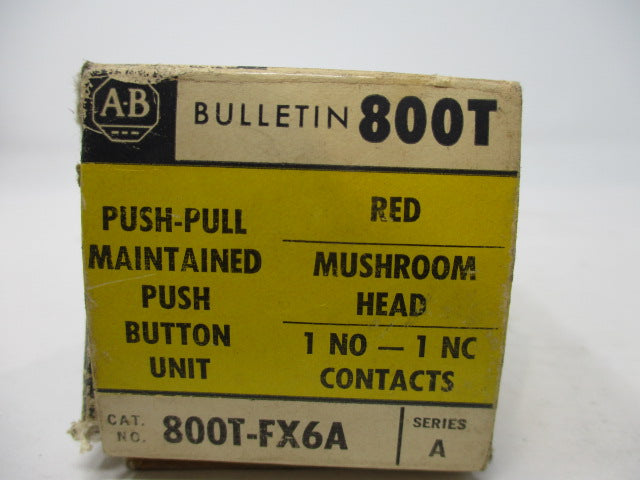 A-B
BULLETIN 800T
PUSH-PULL
MAINTAINED
PUSH
BUTTON
UNIT
RED
MUSHROOM
HEAD
1 NO — 1 NC
CONTACTS
CAT.
NO. 800T-FX6A
SERIES
A